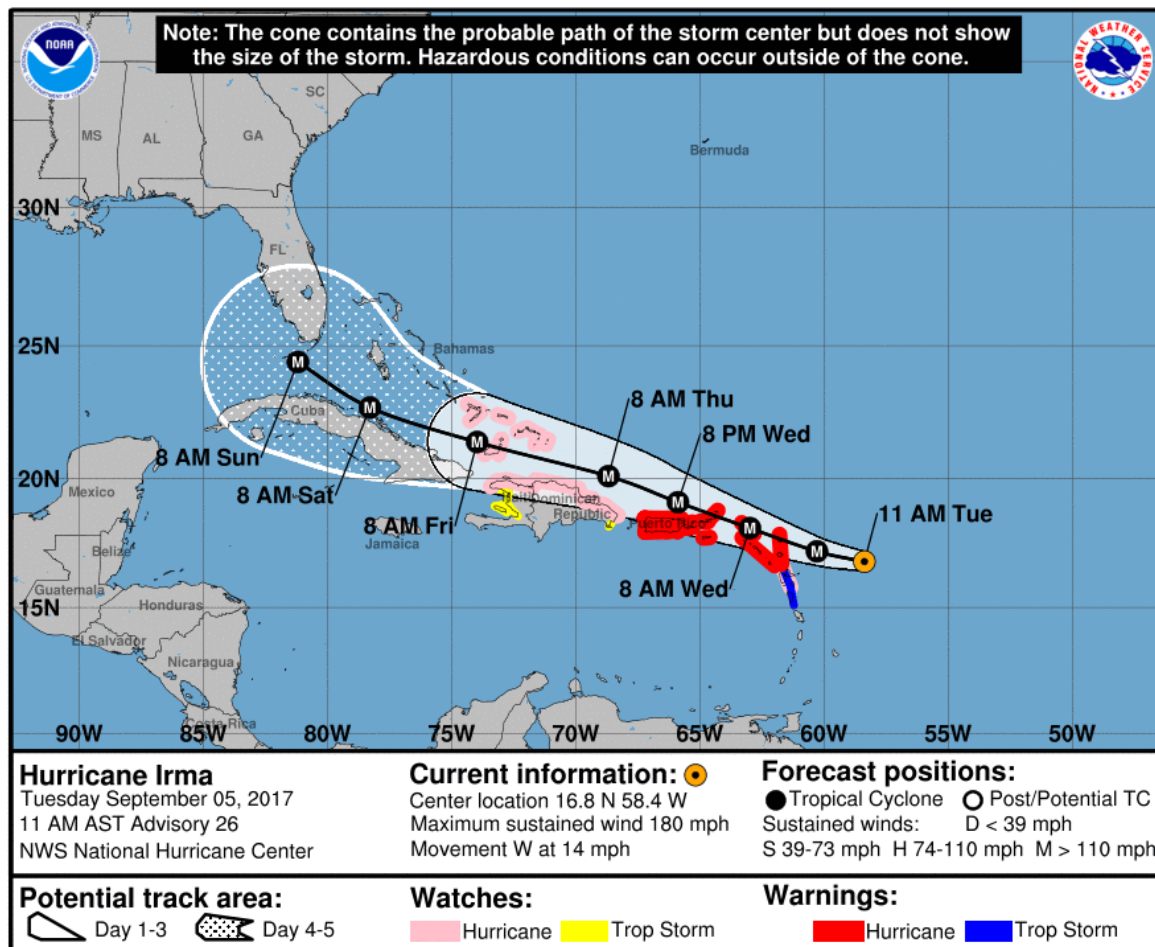 Note: The cone contains the probable path of the storm center but does not show
the size of the storm. Hazardous conditions can occur outside of the cone.
NOAA
NATIONAL WEATHER SERVICE
SC
MS
AL
GA
Bermuda
30N
FL
25N
Bahamas
8 AM Thu
8 PM Wed
Cuba
8 AM Sun
20N
8 AM Sat
Mexico
Haiti
Dominican
Republic
8 AM Fri
Puerto Rico
11 AM Tue
Jamaica
Belize
8 AM Wed
Guatemala
Honduras
15N
El Salvador
Nicaragua
Costa Rica
90W 85W 80W 75W 70W 65W 60W 55W 50W
M
M
M
M
M
M
M
Hurricane Irma
Tuesday September 05, 2017
11 AM AST Advisory 26
NWS National Hurricane Center
Current information:
Center location 16.8 N 58.4 W
Maximum sustained wind 180 mph
Movement W at 14 mph
Forecast positions:
Tropical Cyclone Post/Potential TC
Sustained winds: D < 39 mph
S 39-73 mph H 74-110 mph M > 110 mph
Potential track area:
Day 1-3 Day 4-5
Watches:
Hurricane Trop Storm
Warnings:
Hurricane Trop Storm